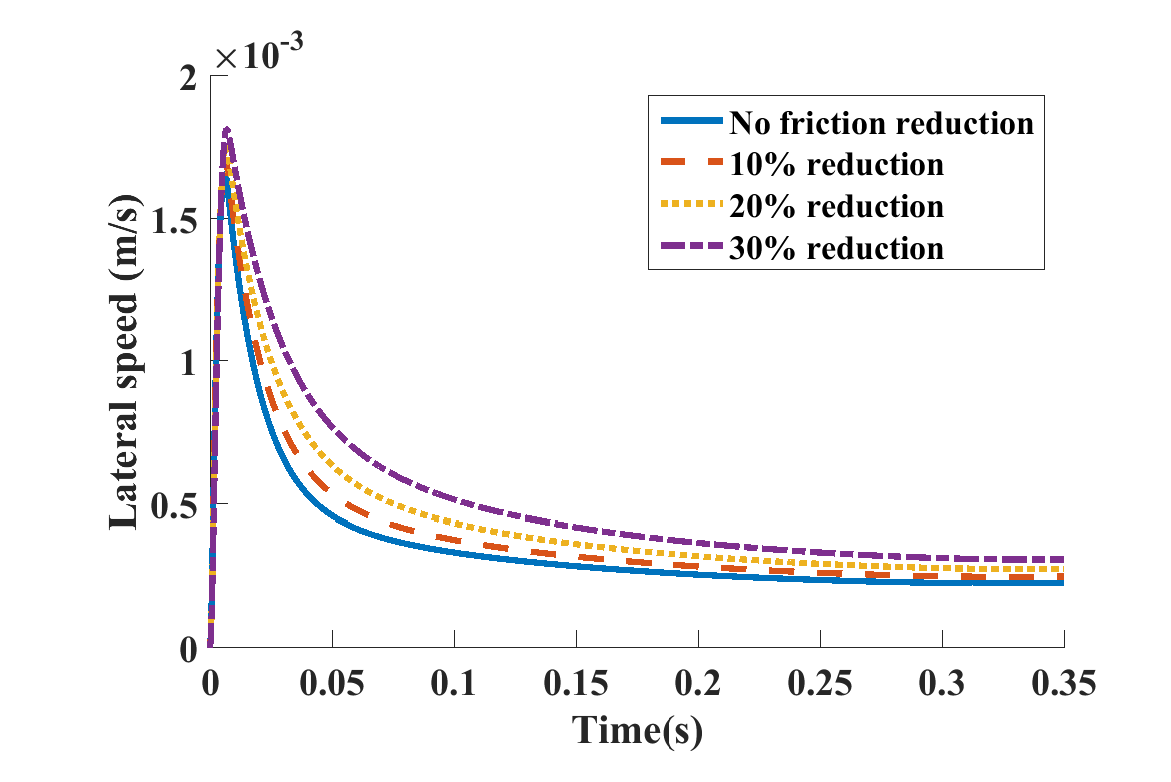 ×10-3
2
1.5
1
0.5
0
Lateral speed (m/s)
No friction reduction
10% reduction
20% reduction
30% reduction
0 0.05 0.1 0.15 0.2 0.25 0.3 0.35
Time(s)